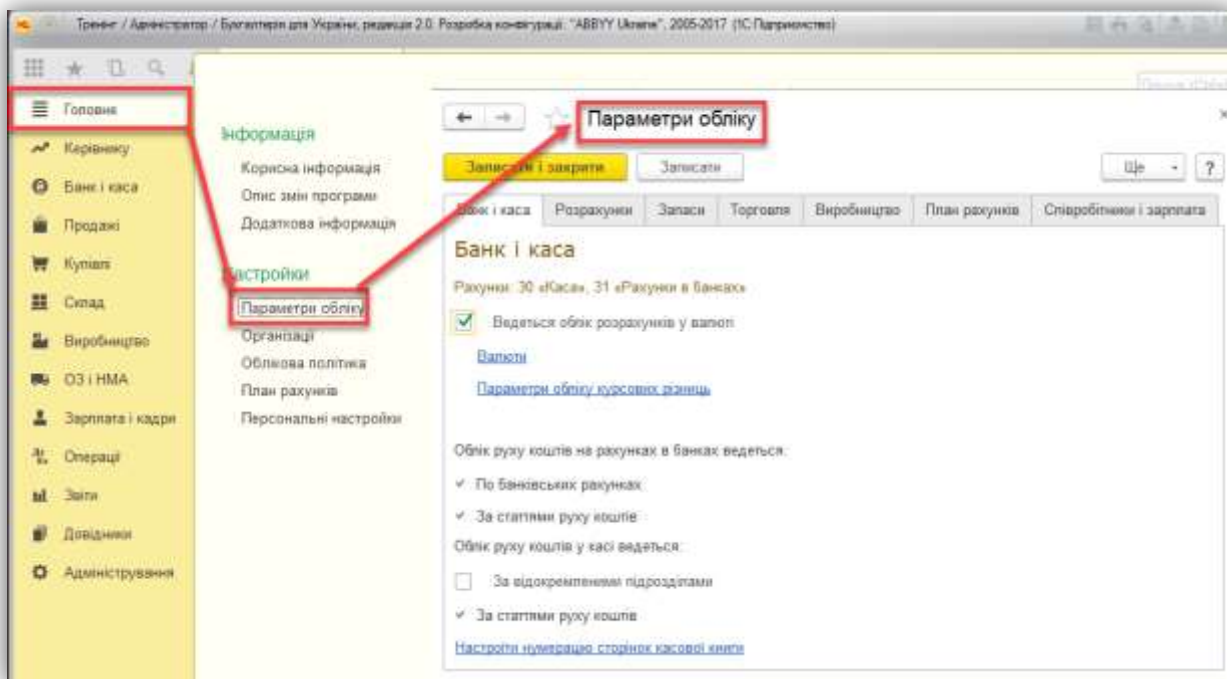 Тренінг / Адміністратор / Бухгалтерія для України, редакція 2.0. Розробка конфігурації: "ABBYY Ukraine", 2005-2017 (1С:Підприємство)
Головне
Керівнику
Банк і каса
Продажі
Купівлі
Склад
Виробництво
ОЗ і НМА
Зарплата і кадри
Операції
Звіти
Довідники
Адміністрування
Інформація
Корисна інформація
Опис змін програми
Додаткова інформація
Настройки
Параметри обліку
Організації
Облікова політика
План рахунків
Персональні настройки
Параметри обліку
Записати і закрити Записати Ще ?
Банк і каса Розрахунки Запаси Торгівля Виробництво План рахунків Співробітники і зарплата
Банк і каса
Рахунки: 30 «Каса», 31 «Рахунки в банках»
Ведеться облік розрахунків у валюті
Валюти
Параметри обліку курсових різниць
Облік руху коштів на рахунках в банках ведеться:
По банківських рахунках
За статтями руху коштів
Облік руху коштів у касі ведеться:
За відокремленими підрозділами
За статтями руху коштів
Настроїти нумерацію сторінок касової книги